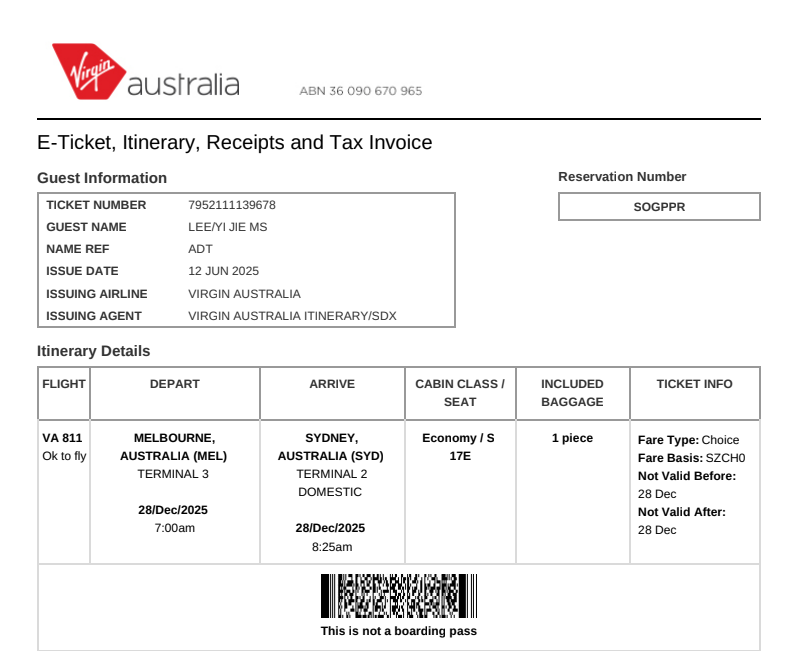 Virgin australia
ABN 36 090 670 965
E-Ticket, Itinerary, Receipts and Tax Invoice
Guest Information
Reservation Number
TICKET NUMBER 7952111139678
SOGPPR
GUEST NAME LEE/YI JIE MS
NAME REF ADT
ISSUE DATE 12 JUN 2025
ISSUING AIRLINE VIRGIN AUSTRALIA
ISSUING AGENT VIRGIN AUSTRALIA ITINERARY/SDX
Itinerary Details
FLIGHT
DEPART
ARRIVE
CABIN CLASS /
SEAT
INCLUDED
BAGGAGE
TICKET INFO
VA 811
Ok to fly
MELBOURNE,
AUSTRALIA (MEL)
TERMINAL 3
28/Dec/2025
7:00am
SYDNEY,
AUSTRALIA (SYD)
TERMINAL 2
DOMESTIC
28/Dec/2025
8:25am
Economy / S
17E
1 piece
Fare Type: Choice
Fare Basis: SZCH0
Not Valid Before:
28 Dec
Not Valid After:
28 Dec
This is not a boarding pass